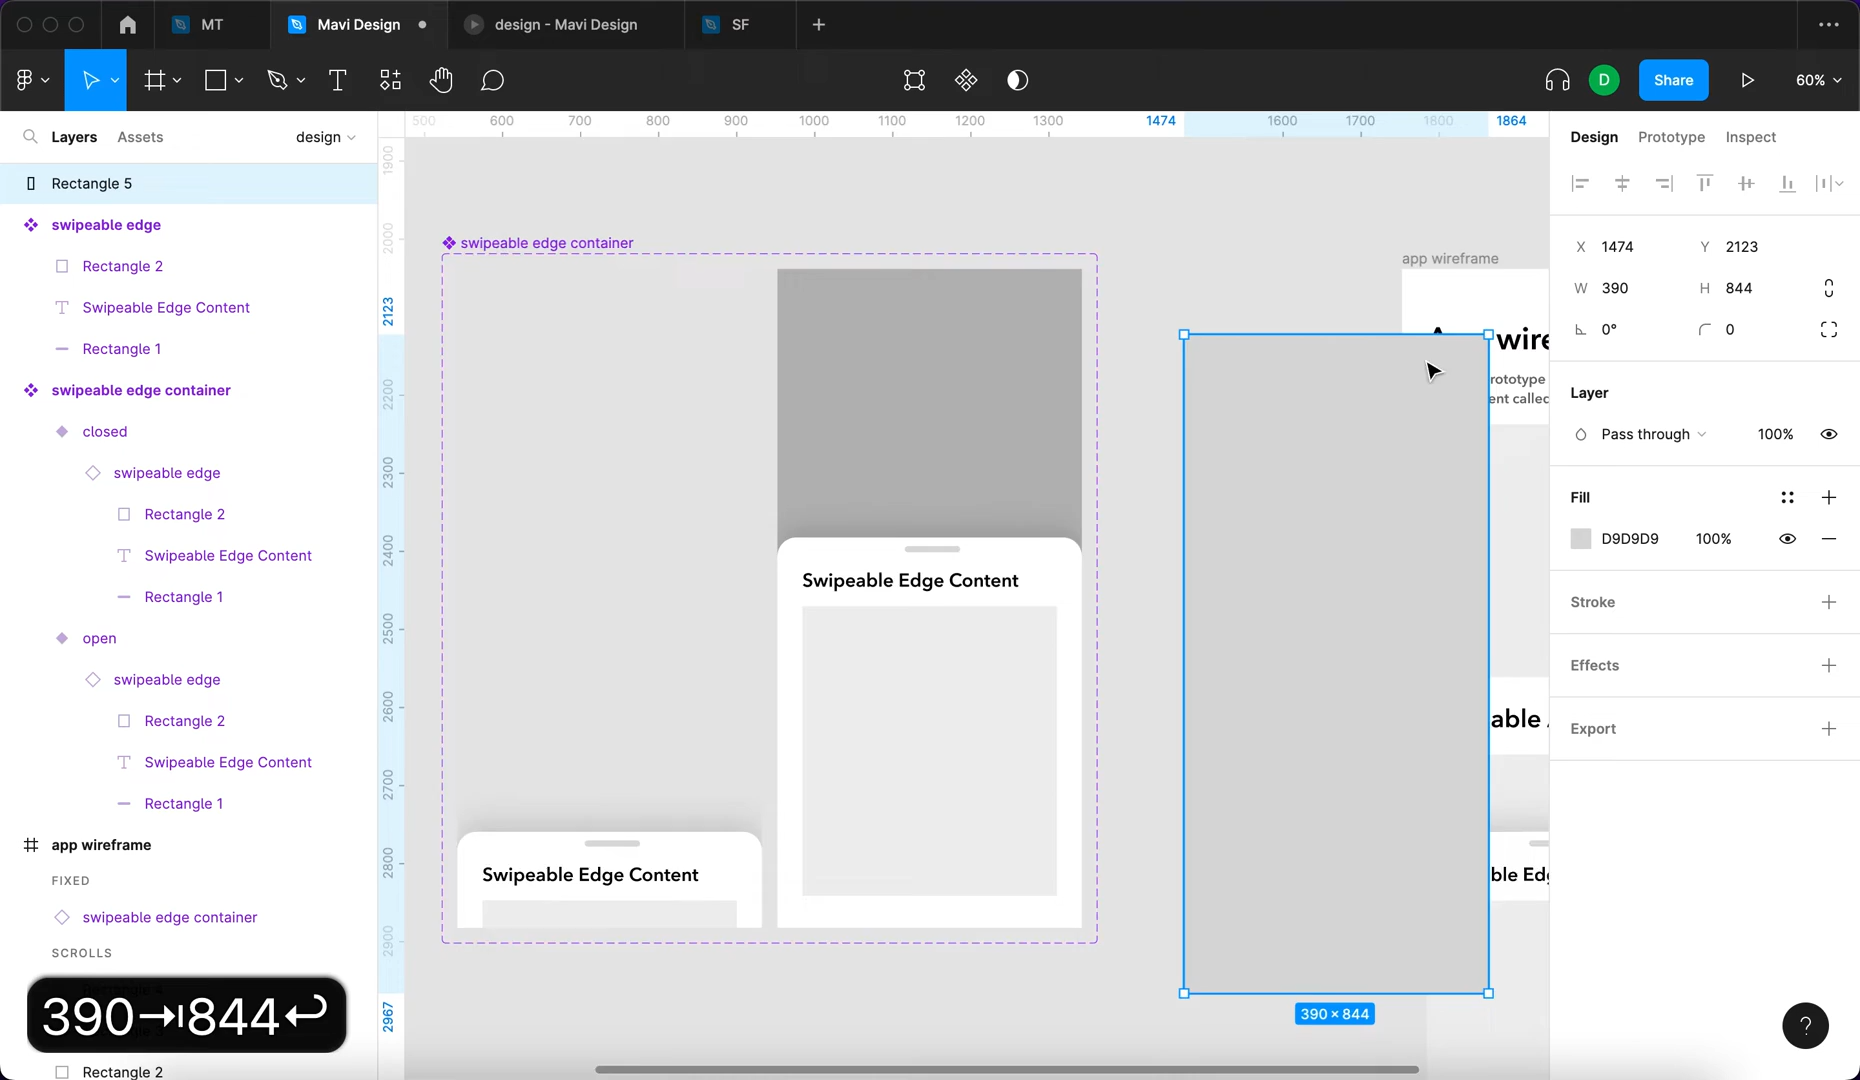 MT
Mavi Design
design - Mavi Design
SF
D
Share
60%
Layers
Assets
design
Rectangle 5
swipeable edge
Rectangle 2
Swipeable Edge Content
Rectangle 1
swipeable edge container
closed
swipeable edge
Rectangle 2
Swipeable Edge Content
Rectangle 1
open
swipeable edge
Rectangle 2
Swipeable Edge Content
Rectangle 1
app wireframe
FIXED
swipeable edge container
SCROLLS
390⇥844↩
Rectangle 2
500 600 700 800 900 1000 1100 1200 1300 1474 1600 1700 1800 1864
1900
2000
2123
2200
2300
2400
2500
2600
2700
2800
2900
2967
swipeable edge container
Swipeable Edge Content
Swipeable Edge Content
app wireframe
wire
rototype
ent called
able
ble Edg
390 × 844
Design
Prototype
Inspect
X 1474
Y 2123
W 390
H 844
0°
0
Layer
Pass through
100%
Fill
D9D9D9
100%
Stroke
Effects
Export
?